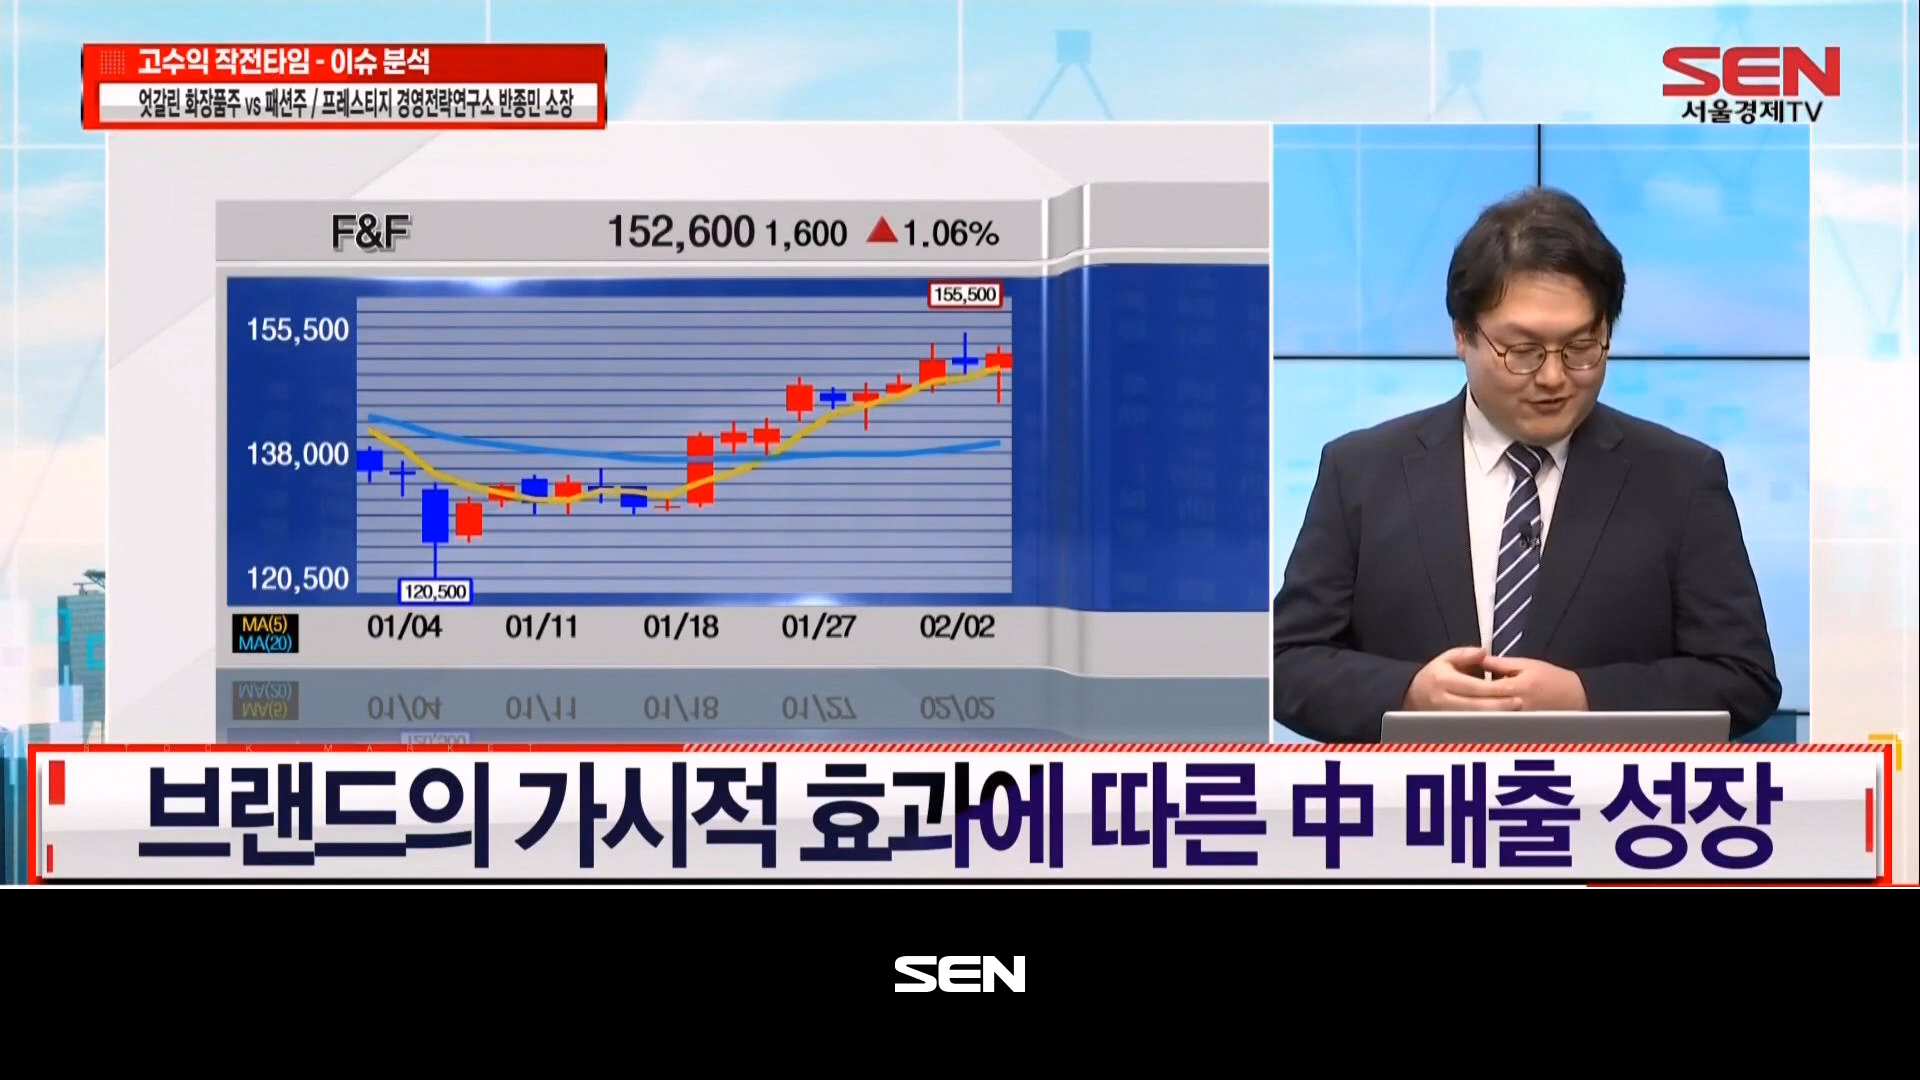 고수익 작전타임 - 이슈 분석
엇갈린 화장품주 vs 패션주 / 프레스티지 경영전략연구소 반종민 소장
SEN
서울경제TV
F&F 152,600 1,600 ▲1.06%
155,500
155,500
138,000
120,500
120,500
MA(5)
MA(20)
01/04 01/11 01/18 01/27 02/02
STOCK MARKET
브랜드의 가시적 효과에 따른 中 매출 성장
SEN